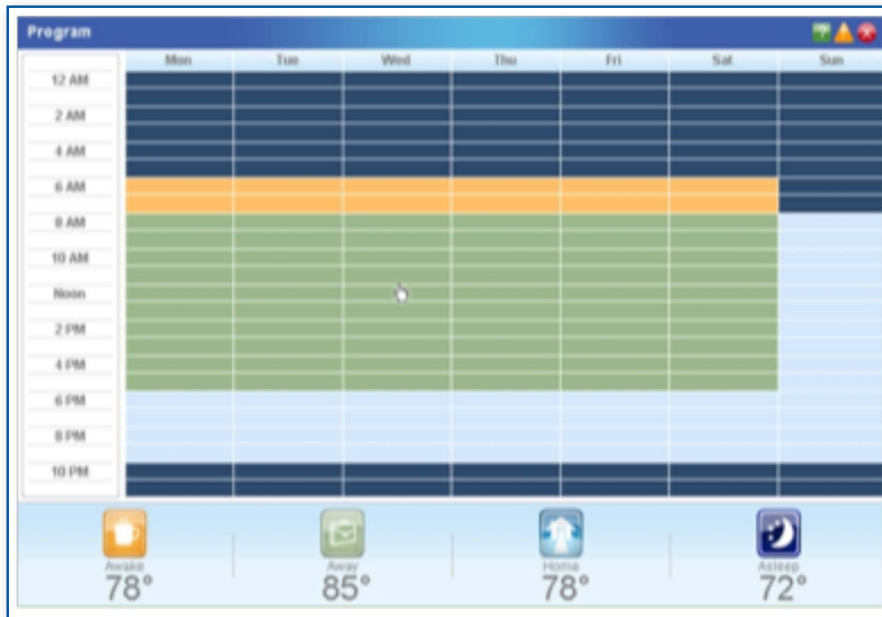 Program
Mon Tue Wed Thu Fri Sat Sun
12 AM
2 AM
4 AM
6 AM
8 AM
10 AM
Noon
2 PM
4 PM
6 PM
8 PM
10 PM
Awake Away Home Asleep
78° 85° 78° 72°